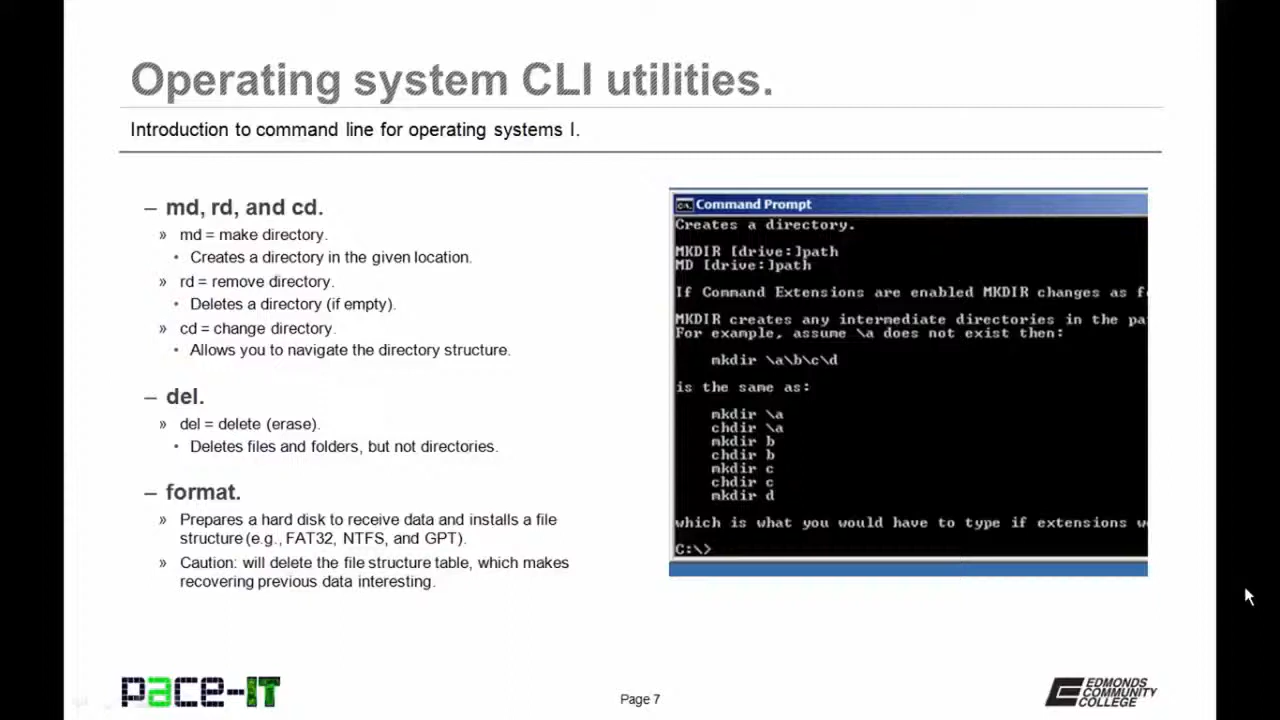 Operating system CLI utilities.
Introduction to command line for operating systems I.
– md, rd, and cd.
» md = make directory.
• Creates a directory in the given location.
» rd = remove directory.
• Deletes a directory (if empty).
» cd = change directory.
• Allows you to navigate the directory structure.
– del.
» del = delete (erase).
• Deletes files and folders, but not directories.
– format.
» Prepares a hard disk to receive data and installs a file
structure (e.g., FAT32, NTFS, and GPT).
» Caution: will delete the file structure table, which makes
recovering previous data interesting.
C:\. Command Prompt
Creates a directory.
MKDIR [drive:]path
MD [drive:]path
If Command Extensions are enabled MKDIR changes as f
MKDIR creates any intermediate directories in the pa
For example, assume \a does not exist then:
mkdir \a\b\c\d
is the same as:
mkdir \a
chdir \a
mkdir b
chdir b
mkdir c
chdir c
mkdir d
which is what you would have to type if extensions w
C:\>
pace-IT
Page 7
EDMONDS
COMMUNITY
COLLEGE